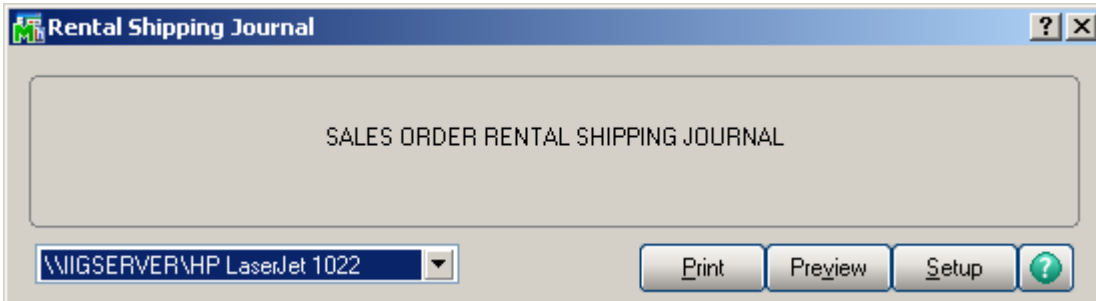 Rental Shipping Journal
SALES ORDER RENTAL SHIPPING JOURNAL
\\IIGSERVER\HP LaserJet 1022
Print
Preview
Setup